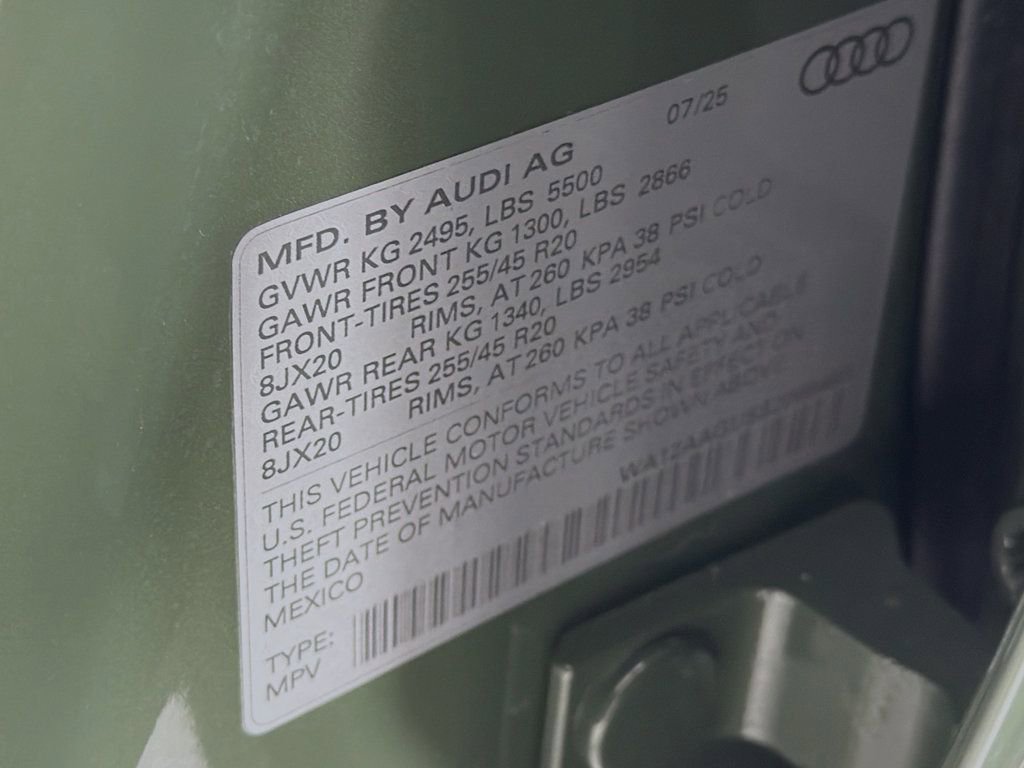 07/25
MFD. BY AUDI AG
GVWR KG 2495, LBS 5500
GAWR FRONT KG 1300, LBS 2866
FRONT-TIRES 255/45 R20
8JX20 RIMS, AT 260 KPA 38 PSI COLD
GAWR REAR KG 1340, LBS 2954
REAR-TIRES 255/45 R20
8JX20 RIMS, AT 260 KPA 38 PSI COLD
THIS VEHICLE CONFORMS TO ALL APPLICABLE
U.S. FEDERAL MOTOR VEHICLE SAFETY AND
THEFT PREVENTION STANDARDS IN EFFECT ON
THE DATE OF MANUFACTURE SHOWN ABOVE
MEXICO
TYPE:
MPV